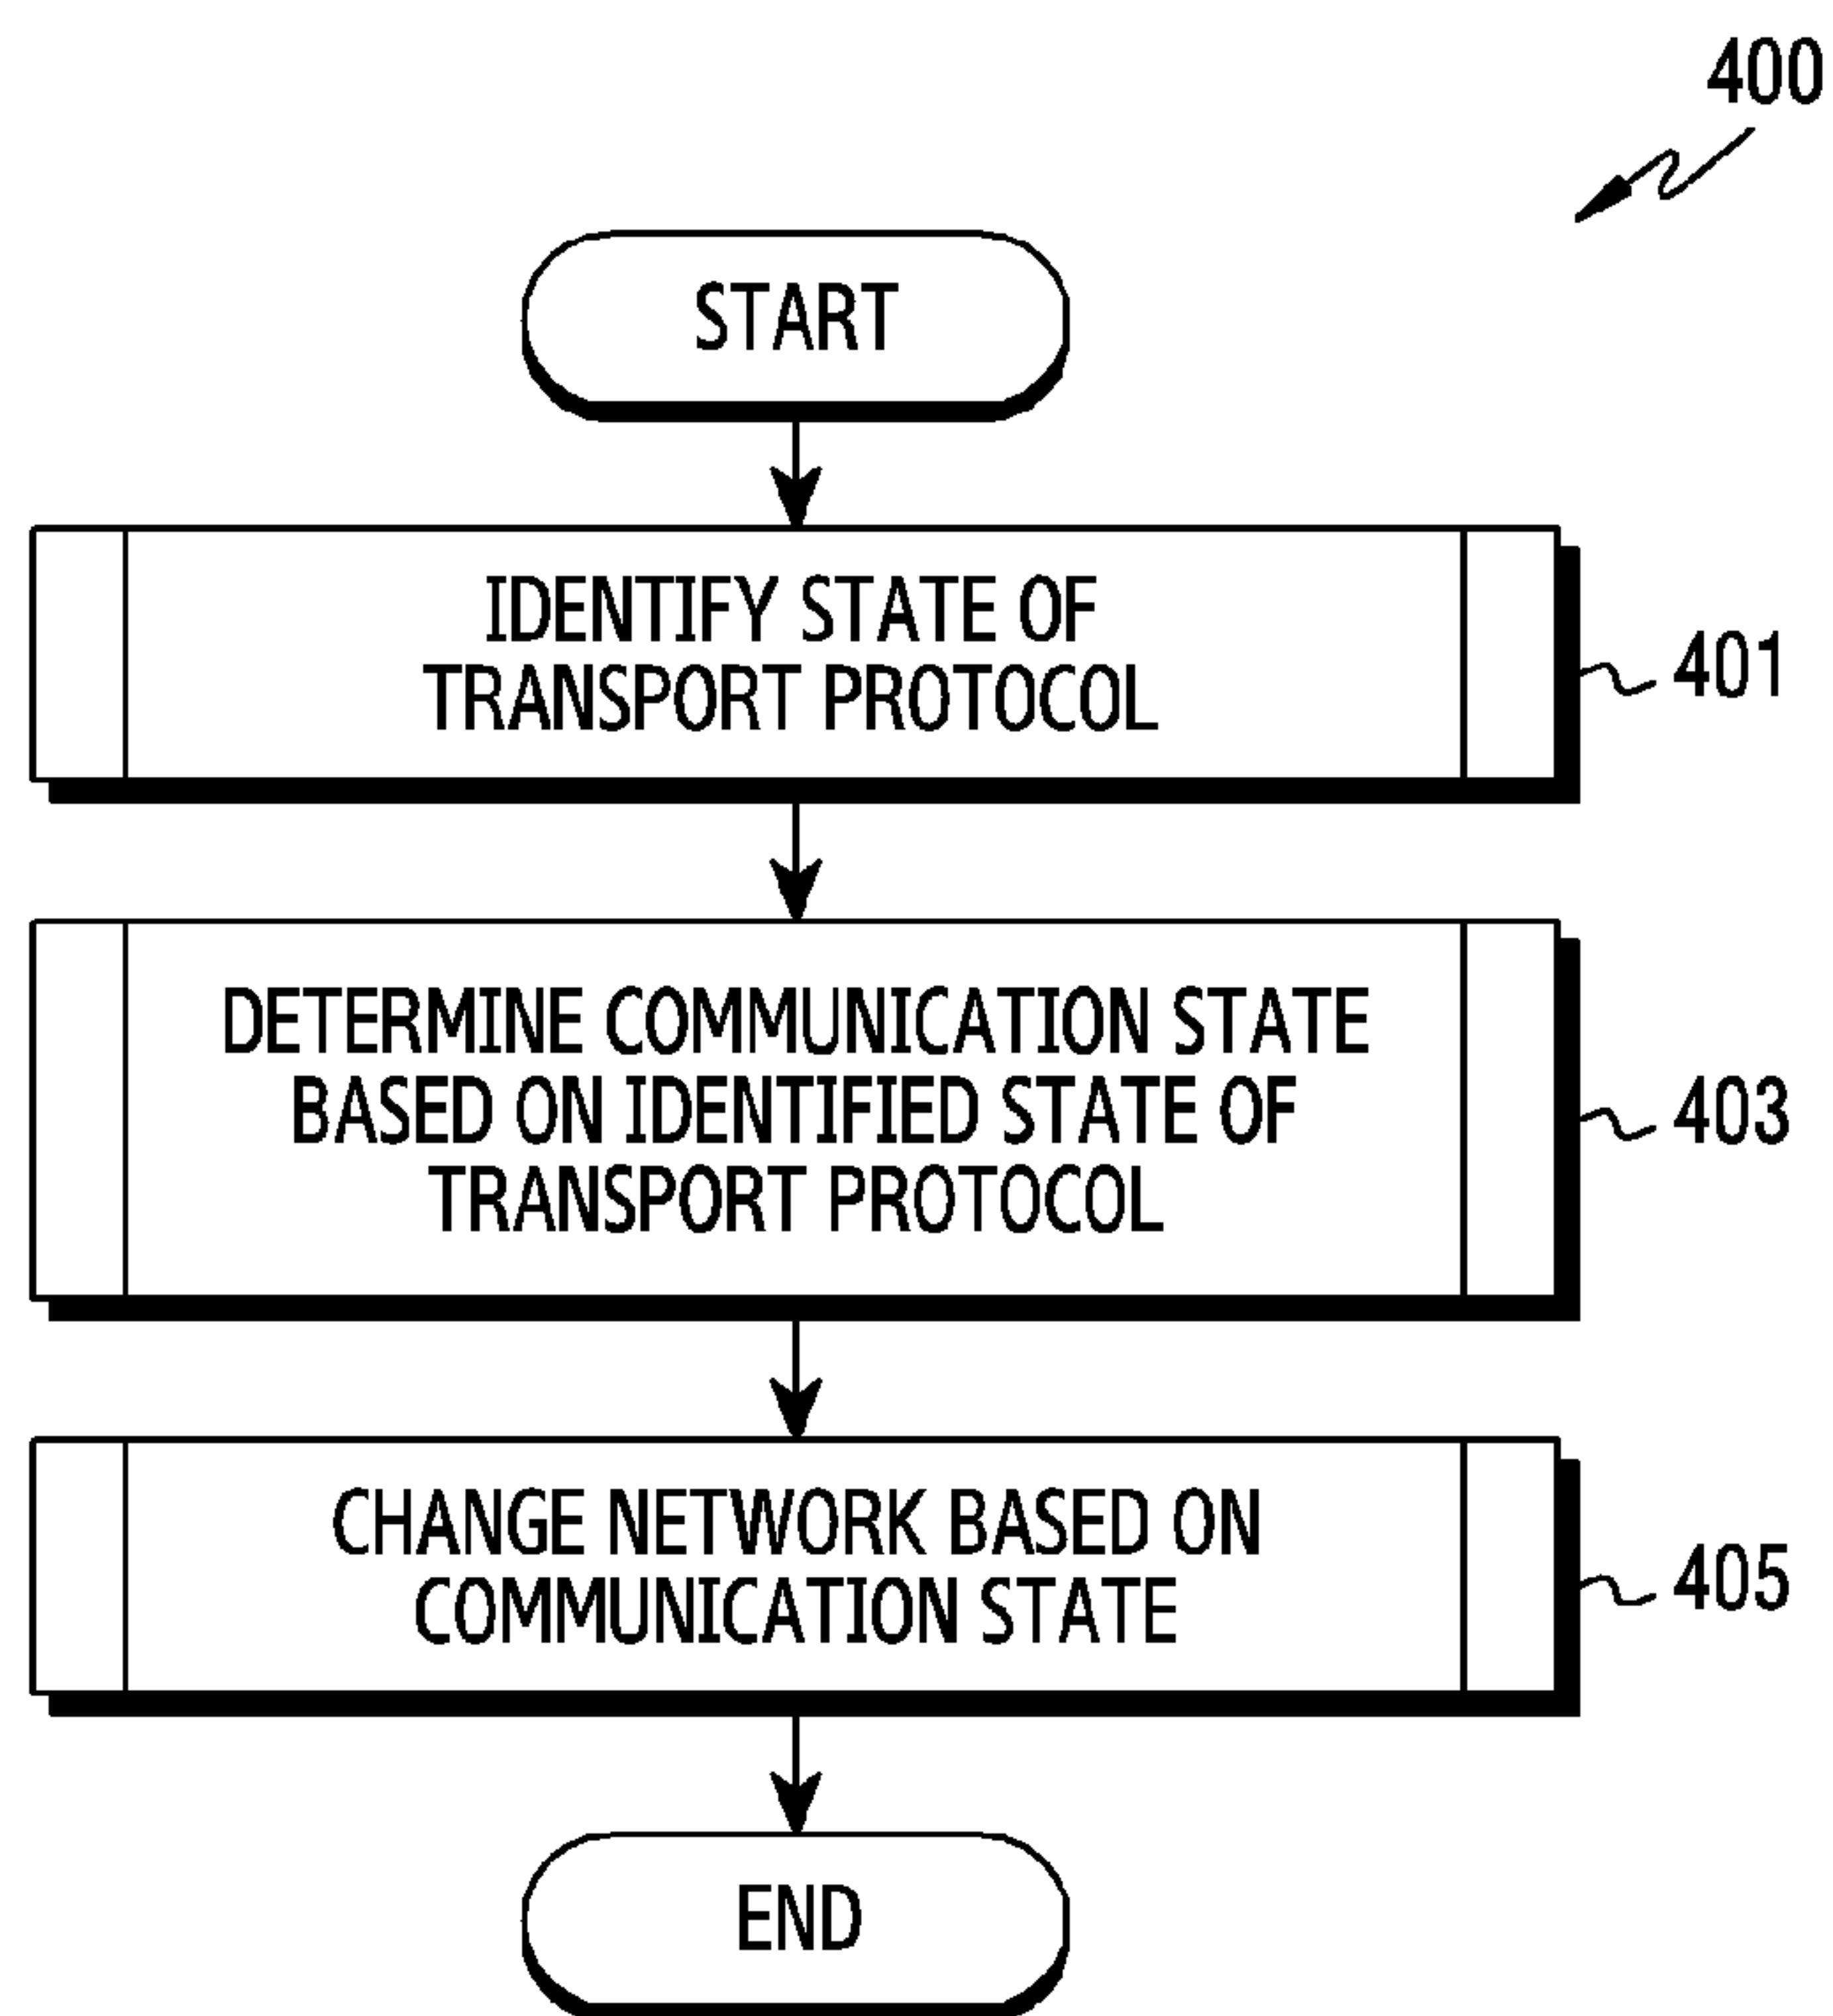 400
START
IDENTIFY STATE OF
TRANSPORT PROTOCOL
401
DETERMINE COMMUNICATION STATE
BASED ON IDENTIFIED STATE OF
TRANSPORT PROTOCOL
403
CHANGE NETWORK BASED ON
COMMUNICATION STATE
405
END